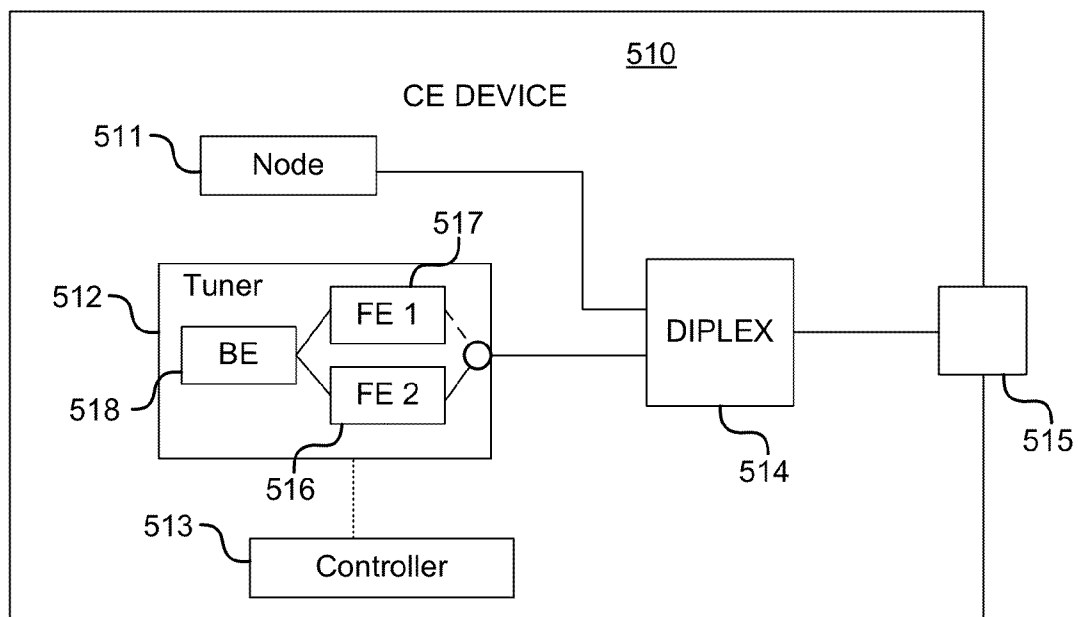 510
CE DEVICE
511
Node
517
512
Tuner
FE 1
BE
DIPLEX
FE 2
518
515
516
514
513
Controller